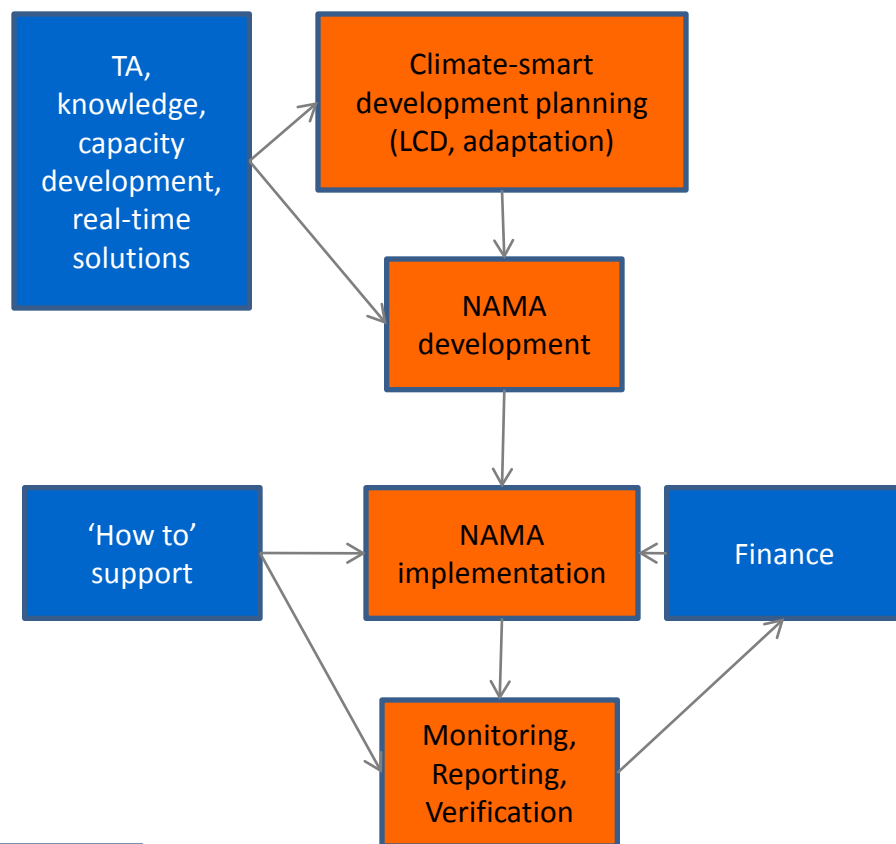 TA,
knowledge,
capacity
development,
real-time
solutions
Climate-smart
development planning
(LCD, adaptation)
NAMA
development
‘How to’
support
NAMA
implementation
Finance
Monitoring,
Reporting,
Verification